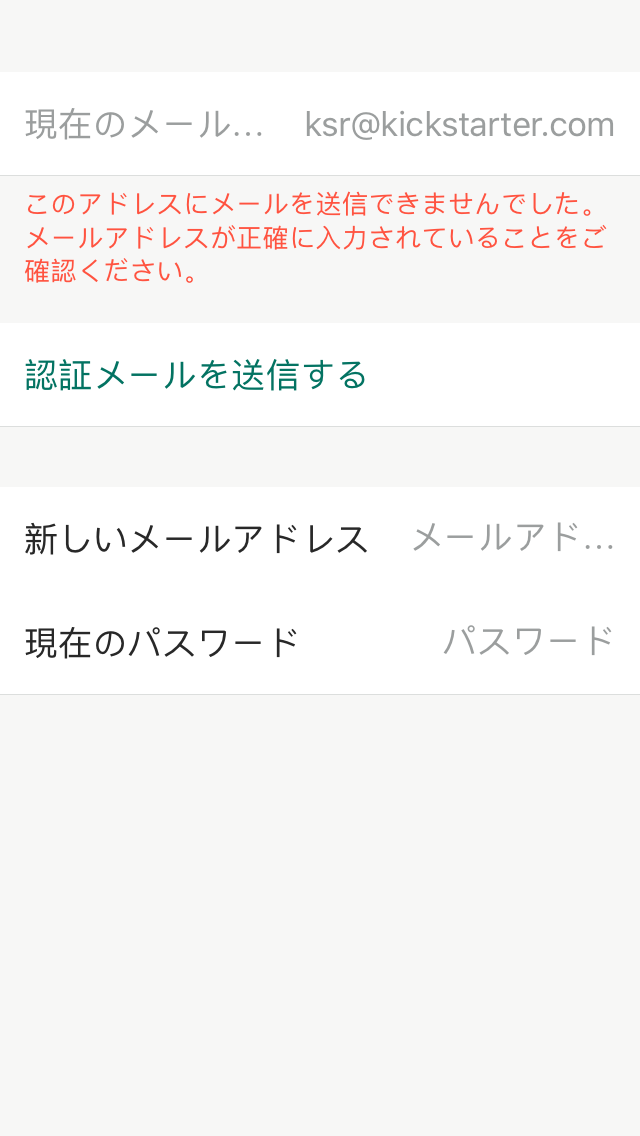 現在のメール… ksr@kickstarter.com
このアドレスにメールを送信できませんでした。
メールアドレスが正確に入力されていることをご
確認ください。
認証メールを送信する
新しいメールアドレス メールアド…
現在のパスワード パスワード